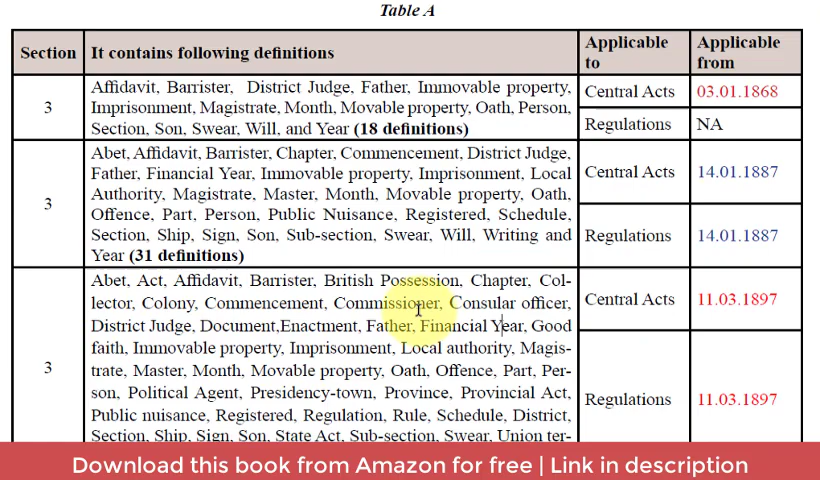 Table A
Section
It contains following definitions
Applicable
to
Applicable
from
3
Affidavit, Barrister, District Judge, Father, Immovable property,
Imprisonment, Magistrate, Month, Movable property, Oath, Person,
Section, Son, Swear, Will, and Year (18 definitions)
Central Acts
03.01.1868
Regulations
NA
3
Abet, Affidavit, Barrister, Chapter, Commencement, District Judge,
Father, Financial Year, Immovable property, Imprisonment, Local
Authority, Magistrate, Master, Month, Movable property, Oath,
Offence, Part, Person, Public Nuisance, Registered, Schedule,
Section, Ship, Sign, Son, Sub-section, Swear, Will, Writing and
Year (31 definitions)
Central Acts
14.01.1887
Regulations
14.01.1887
3
Abet, Act, Affidavit, Barrister, British Possession, Chapter, Col-
lector, Colony, Commencement, Commissioner, Consular officer,
District Judge, Document,Enactment, Father, Financial Year, Good
faith, Immovable property, Imprisonment, Local authority, Magis-
trate, Master, Month, Movable property, Oath, Offence, Part, Per-
son, Political Agent, Presidency-town, Province, Provincial Act,
Public nuisance, Registered, Regulation, Rule, Schedule, District,
Section, Ship, Sign, Son, State Act, Sub-section, Swear, Union ter-
Central Acts
11.03.1897
Regulations
11.03.1897
Download this book from Amazon for free | Link in description